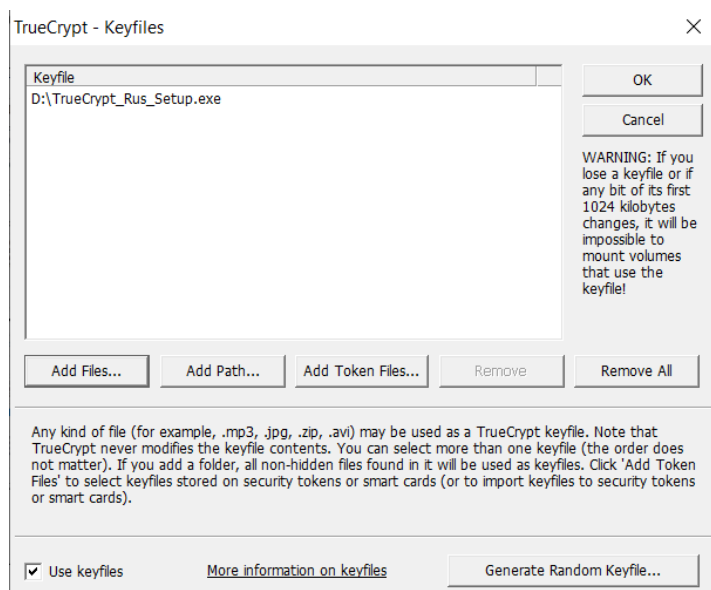 TrueCrypt - Keyfiles
Keyfile
D:\TrueCrypt_Rus_Setup.exe
OK
Cancel
WARNING: If you
lose a keyfile or if
any bit of its first
1024 kilobytes
changes, it will be
impossible to
mount volumes
that use the
keyfile!
Add Files...
Add Path...
Add Token Files...
Remove
Remove All
Any kind of file (for example, .mp3, .jpg, .zip, .avi) may be used as a TrueCrypt keyfile. Note that
TrueCrypt never modifies the keyfile contents. You can select more than one keyfile (the order does
not matter). If you add a folder, all non-hidden files found in it will be used as keyfiles. Click 'Add Token
Files' to select keyfiles stored on security tokens or smart cards (or to import keyfiles to security tokens
or smart cards).
Use keyfiles
More information on keyfiles
Generate Random Keyfile...